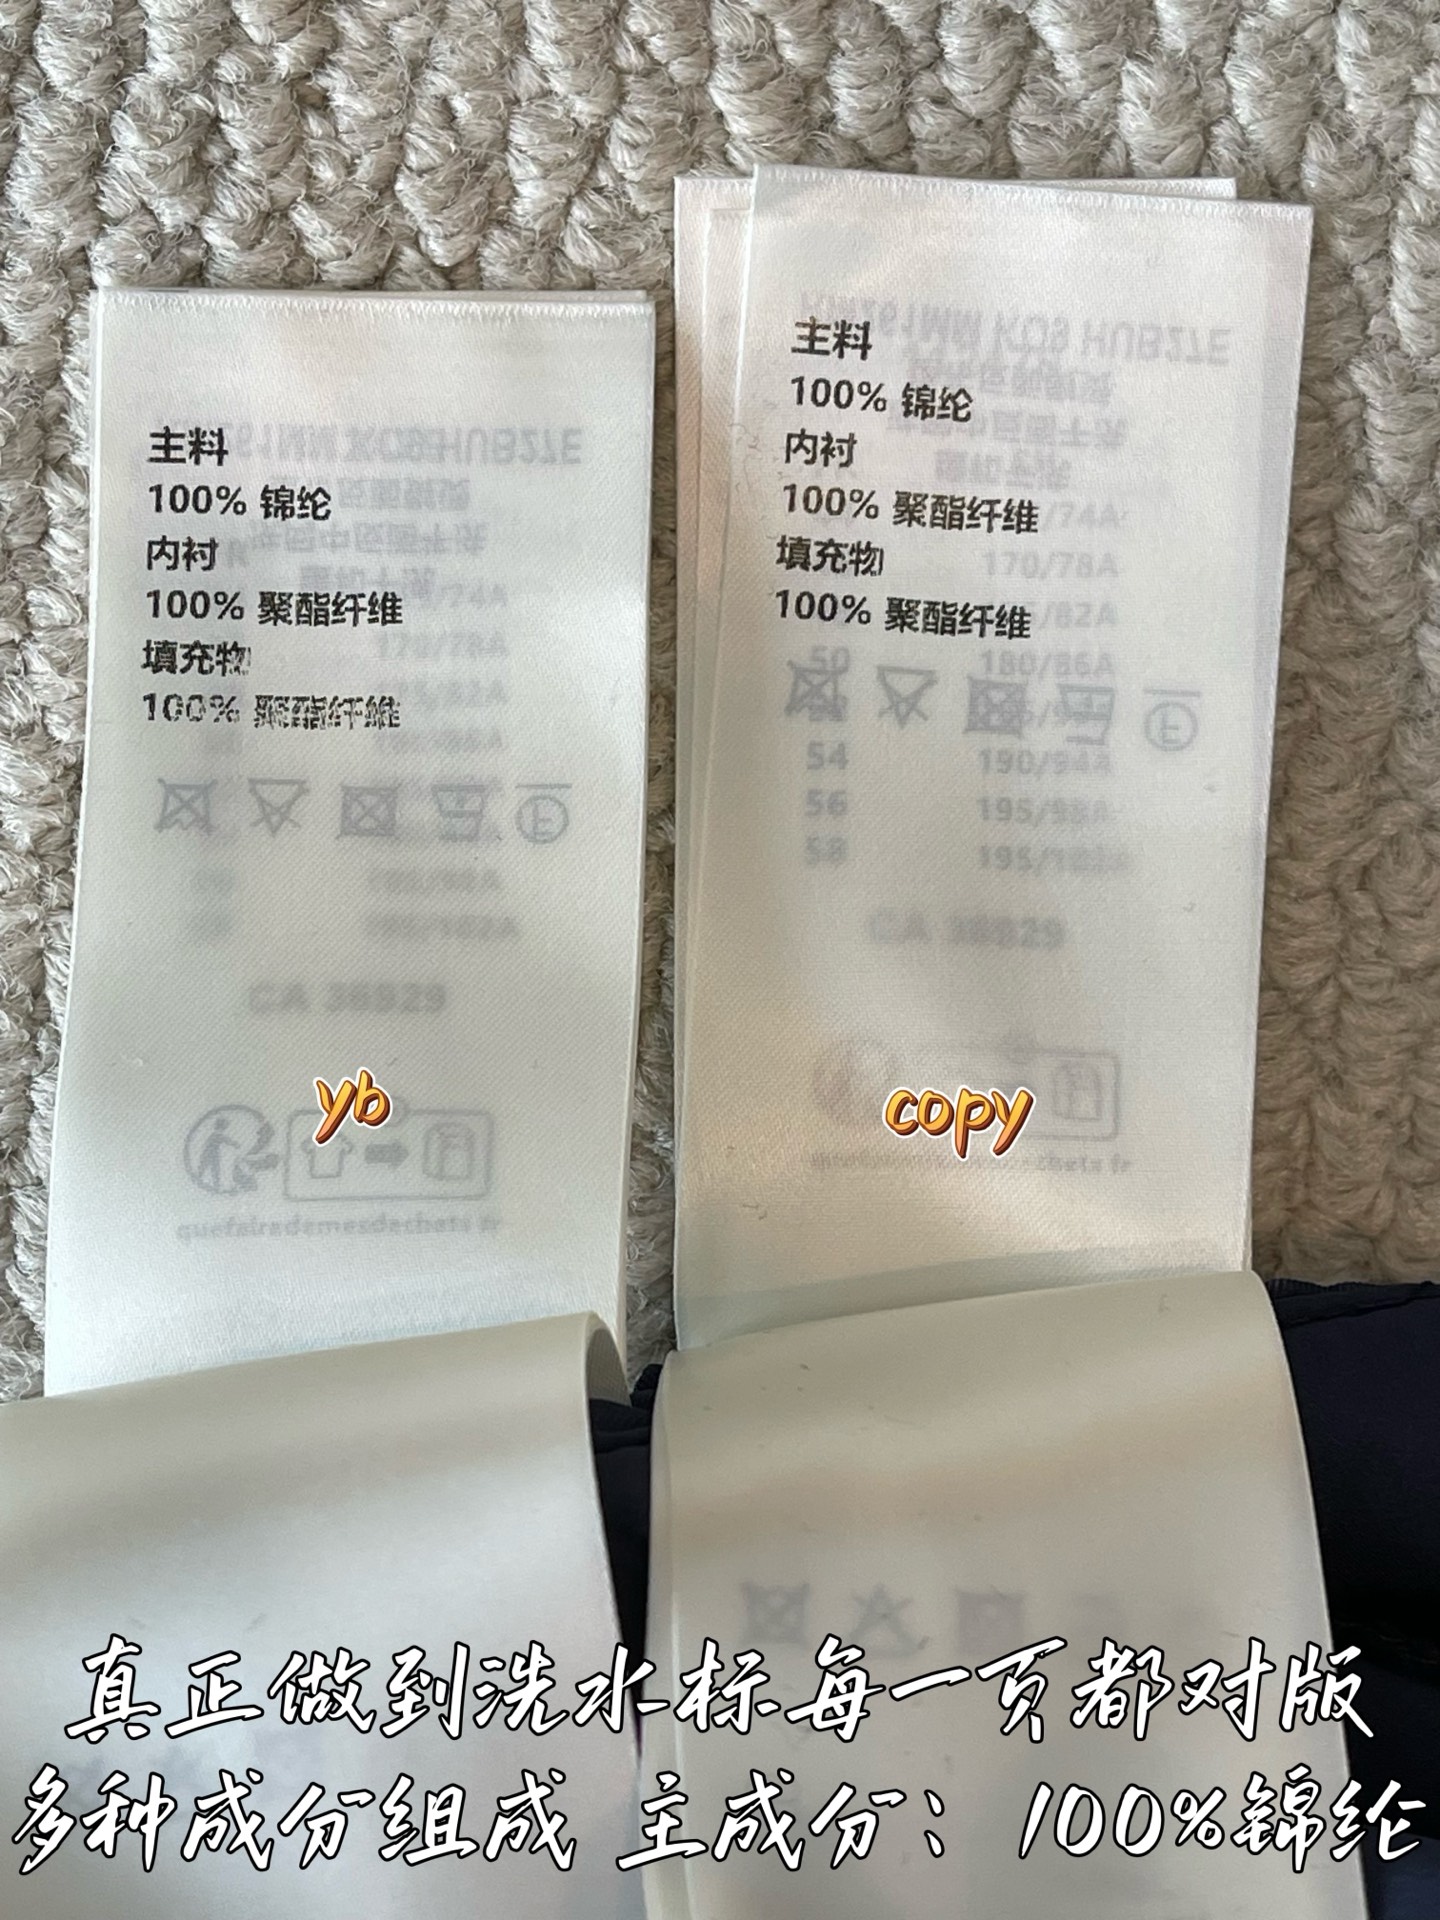 主料
100% 锦纶
内衬
100% 聚酯纤维
填充物
100% 聚酯纤维
CA 36929
yb
quefairedemesdechets.fr
主料
100% 锦纶
内衬
100% 聚酯纤维
填充物
100% 聚酯纤维
170/78A
50 180/86A
54 190/94A
56 195/98A
58 195/102A
CA 36929
copy
真正做到洗水标每一页都对版
多种成分组成 主成分：100%锦纶